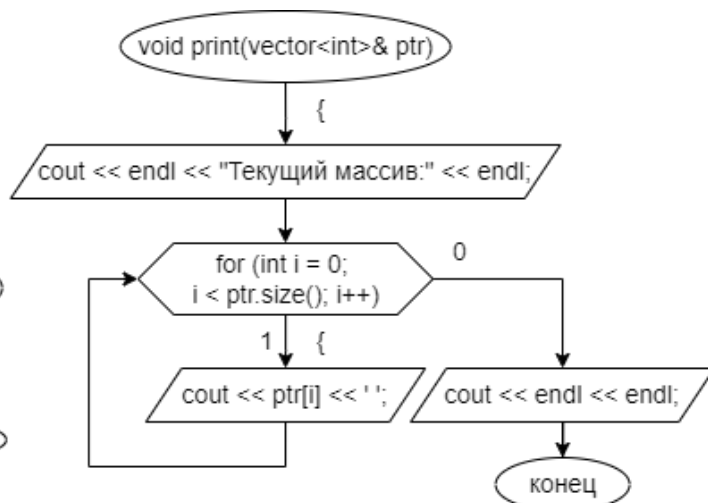 void print(vector<int>& ptr)
{
cout << endl << "Текущий массив:" << endl;
for (int i = 0;
i < ptr.size(); i++)
0
1
{
cout << ptr[i] << ' ';
cout << endl << endl;
конец